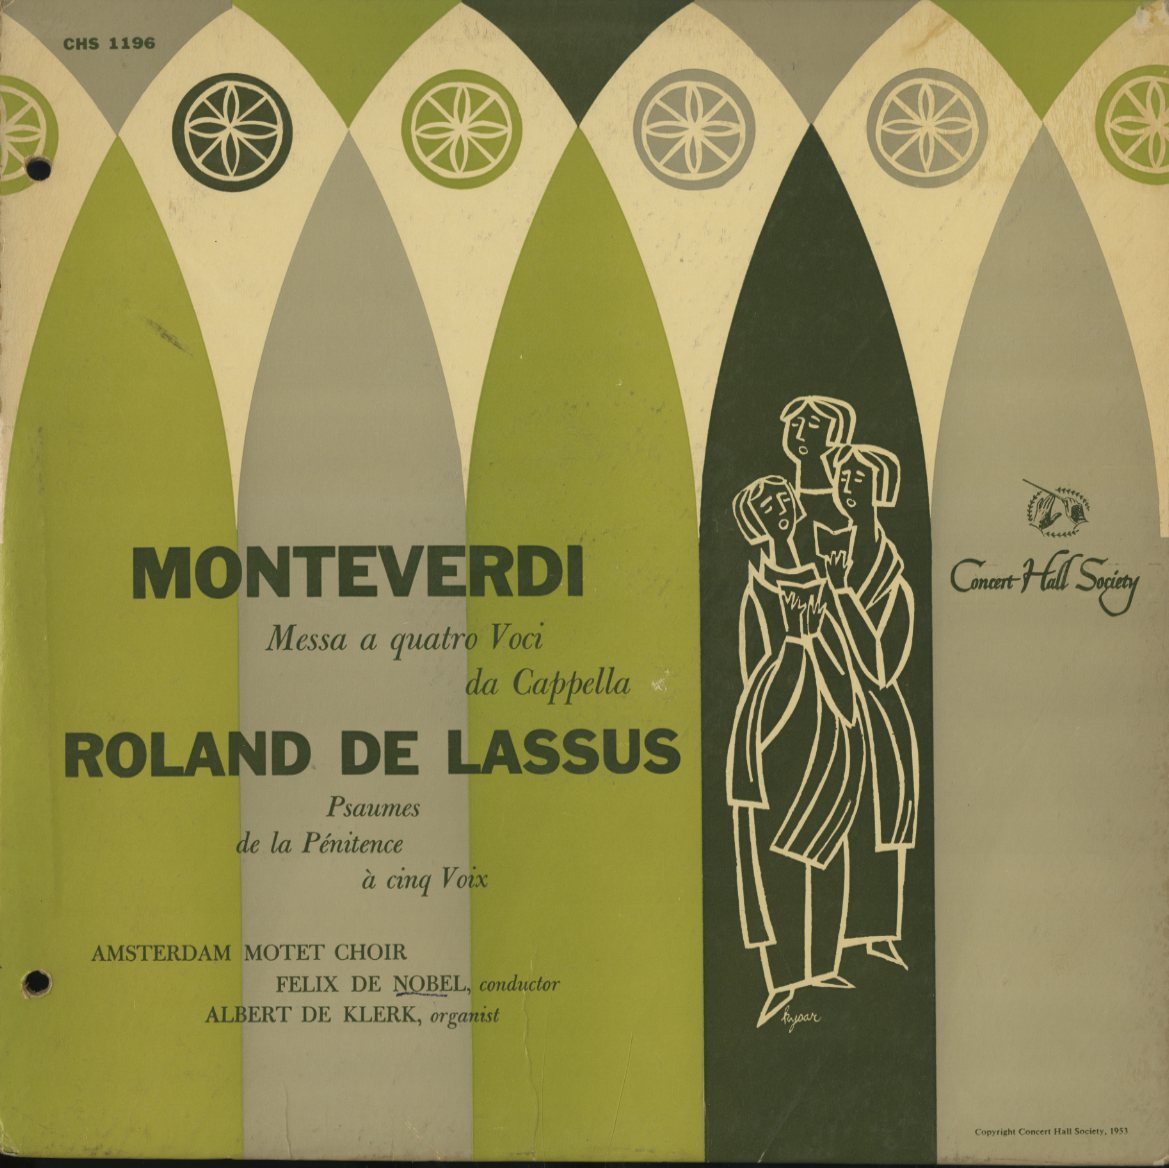 CHS 1196
MONTEVERDI
Messa a quatro Voci
da Cappella
ROLAND DE LASSUS
Psaumes
de la Pénitence
à cinq Voix
AMSTERDAM MOTET CHOIR
FELIX DE NOBEL, conductor
ALBERT DE KLERK, organist
Concert Hall Society
Copyright Concert Hall Society, 1953